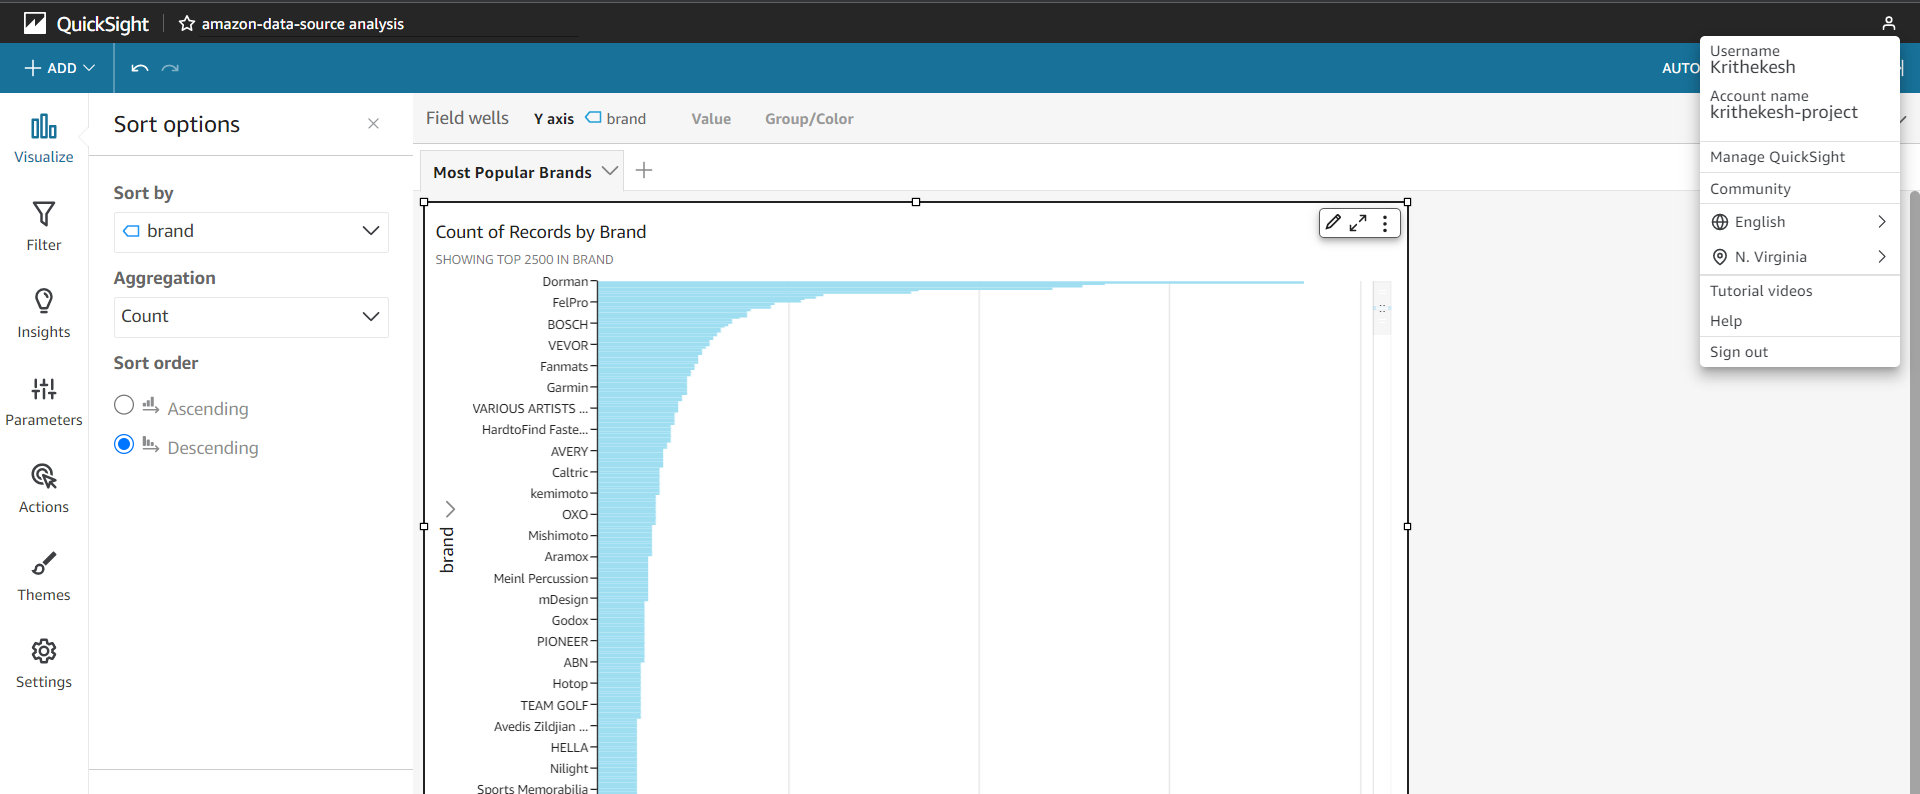 QuickSight
amazon-data-source analysis
ADD
AUTO
Username
Krithekesh
Account name
krithekesh-project
Manage QuickSight
Community
English
N. Virginia
Tutorial videos
Help
Sign out
Visualize
Filter
Insights
Parameters
Actions
Themes
Settings
Sort options
Sort by
brand
Aggregation
Count
Sort order
Ascending
Descending
Field wells Y axis brand Value Group/Color
Most Popular Brands
Count of Records by Brand
SHOWING TOP 2500 IN BRAND
brand
Dorman
FelPro
BOSCH
VEVOR
Fanmats
Garmin
VARIOUS ARTISTS ...
HardtoFind Faste...
AVERY
Caltric
kemimoto
OXO
Mishimoto
Aramox
Meinl Percussion
mDesign
Godox
PIONEER
ABN
Hotop
TEAM GOLF
Avedis Zildjian ...
HELLA
Nilight
Sports Memorabilia